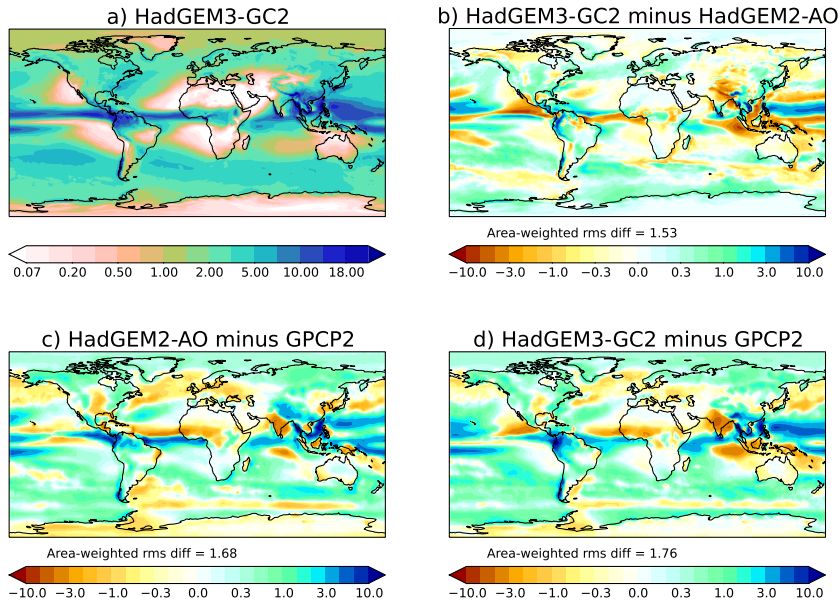 a) HadGEM3-GC2
b) HadGEM3-GC2 minus HadGEM2-AO
0.07 0.20 0.50 1.00 2.00 5.00 10.00 18.00
Area-weighted rms diff = 1.53
−10.0 −3.0 −1.0 −0.3 0.0 0.3 1.0 3.0 10.0
c) HadGEM2-AO minus GPCP2
d) HadGEM3-GC2 minus GPCP2
Area-weighted rms diff = 1.68
−10.0 −3.0 −1.0 −0.3 0.0 0.3 1.0 3.0 10.0
Area-weighted rms diff = 1.76
−10.0 −3.0 −1.0 −0.3 0.0 0.3 1.0 3.0 10.0